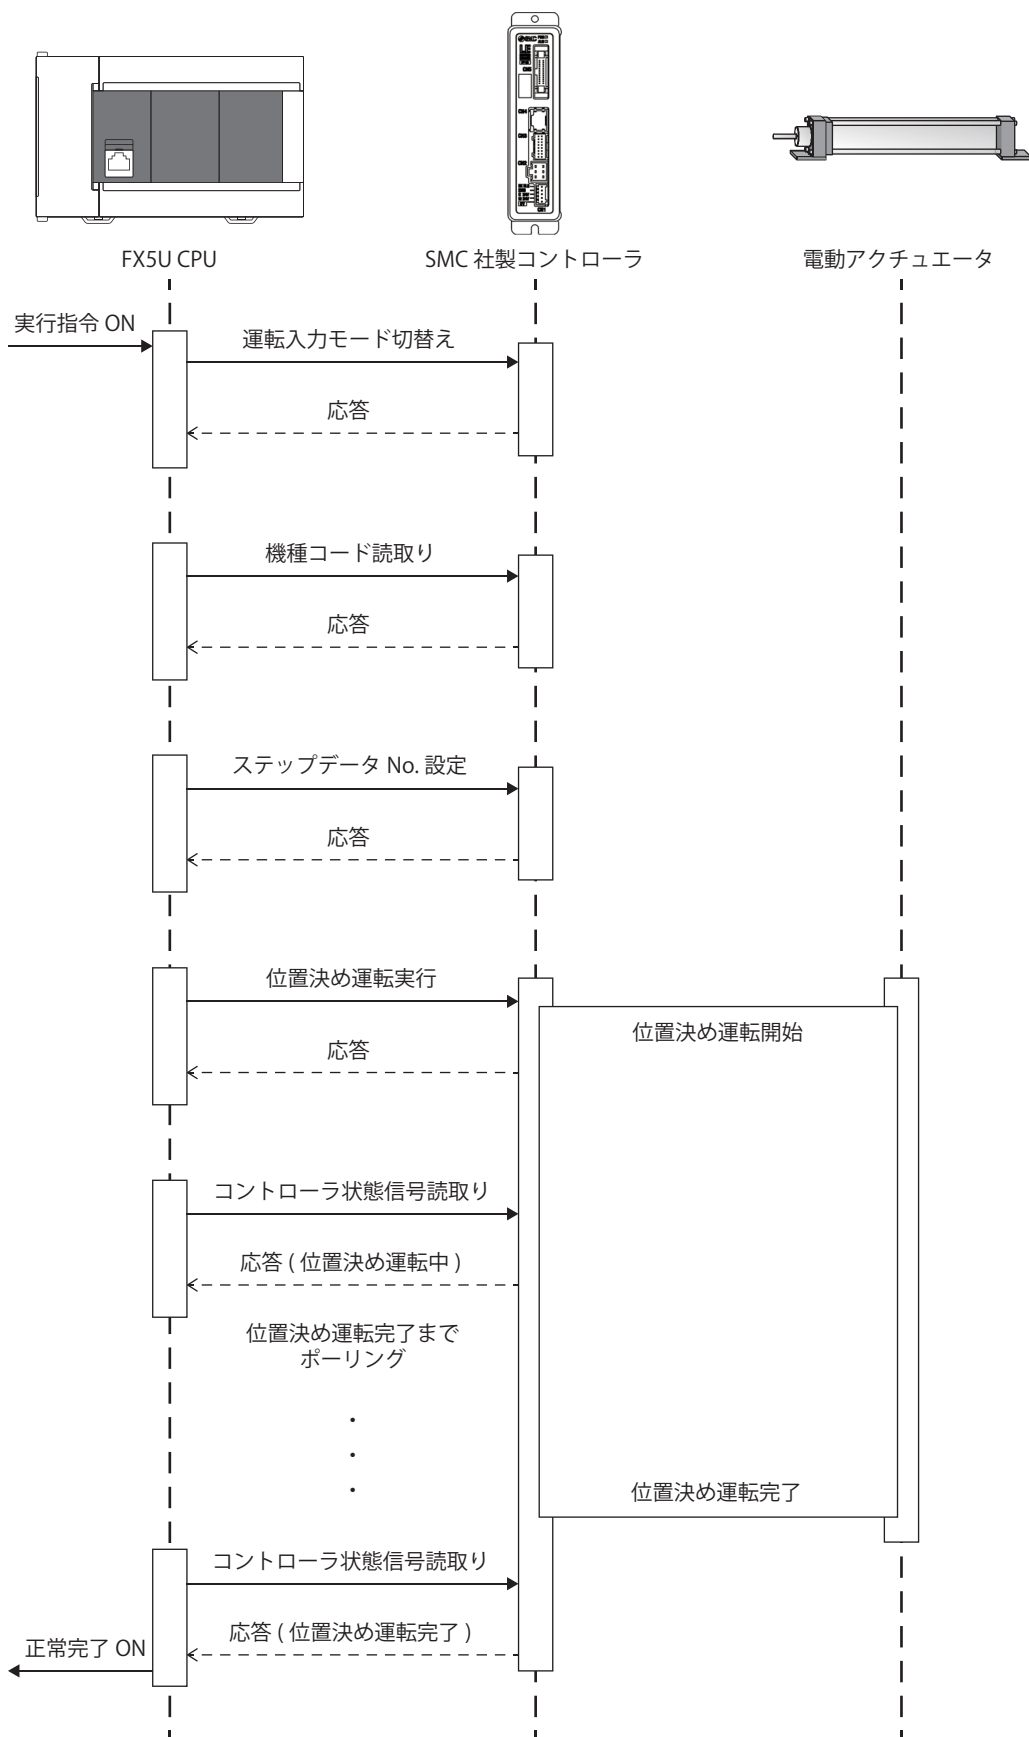 SMC
CN5
CN4
CN3
CN2
CN1
FX5U CPU
SMC 社製コントローラ
電動アクチュエータ
実行指令 ON
運転入力モード切替え
応答
機種コード読取り
応答
ステップデータ No. 設定
応答
位置決め運転実行
位置決め運転開始
応答
コントローラ状態信号読取り
応答 ( 位置決め運転中 )
位置決め運転完了まで
ポーリング
・
・
・
位置決め運転完了
コントローラ状態信号読取り
応答 ( 位置決め運転完了 )
正常完了 ON